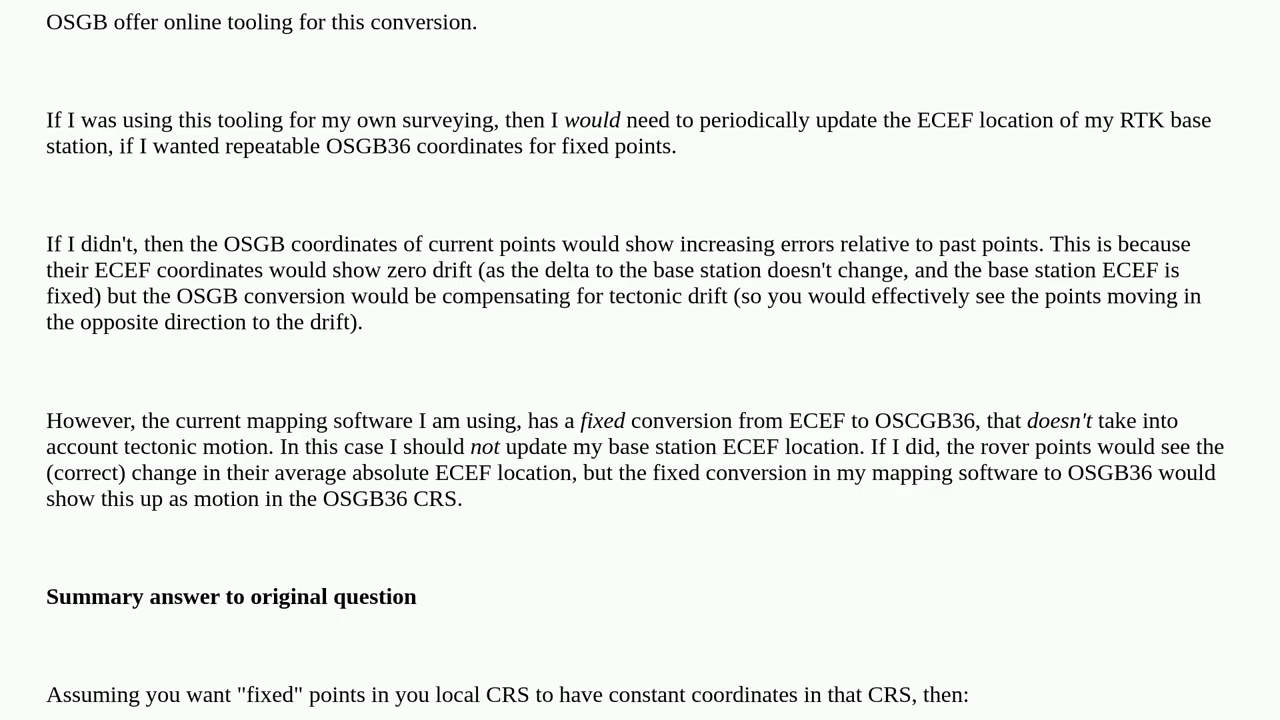 OSGB offer online tooling for this conversion.
If I was using this tooling for my own surveying, then I would need to periodically update the ECEF location of my RTK base
station, if I wanted repeatable OSGB36 coordinates for fixed points.
If I didn't, then the OSGB coordinates of current points would show increasing errors relative to past points. This is because
their ECEF coordinates would show zero drift (as the delta to the base station doesn't change, and the base station ECEF is
fixed) but the OSGB conversion would be compensating for tectonic drift (so you would effectively see the points moving in
the opposite direction to the drift).
However, the current mapping software I am using, has a fixed conversion from ECEF to OSCGB36, that doesn't take into
account tectonic motion. In this case I should not update my base station ECEF location. If I did, the rover points would see the
(correct) change in their average absolute ECEF location, but the fixed conversion in my mapping software to OSGB36 would
show this up as motion in the OSGB36 CRS.
Summary answer to original question
Assuming you want "fixed" points in you local CRS to have constant coordinates in that CRS, then: